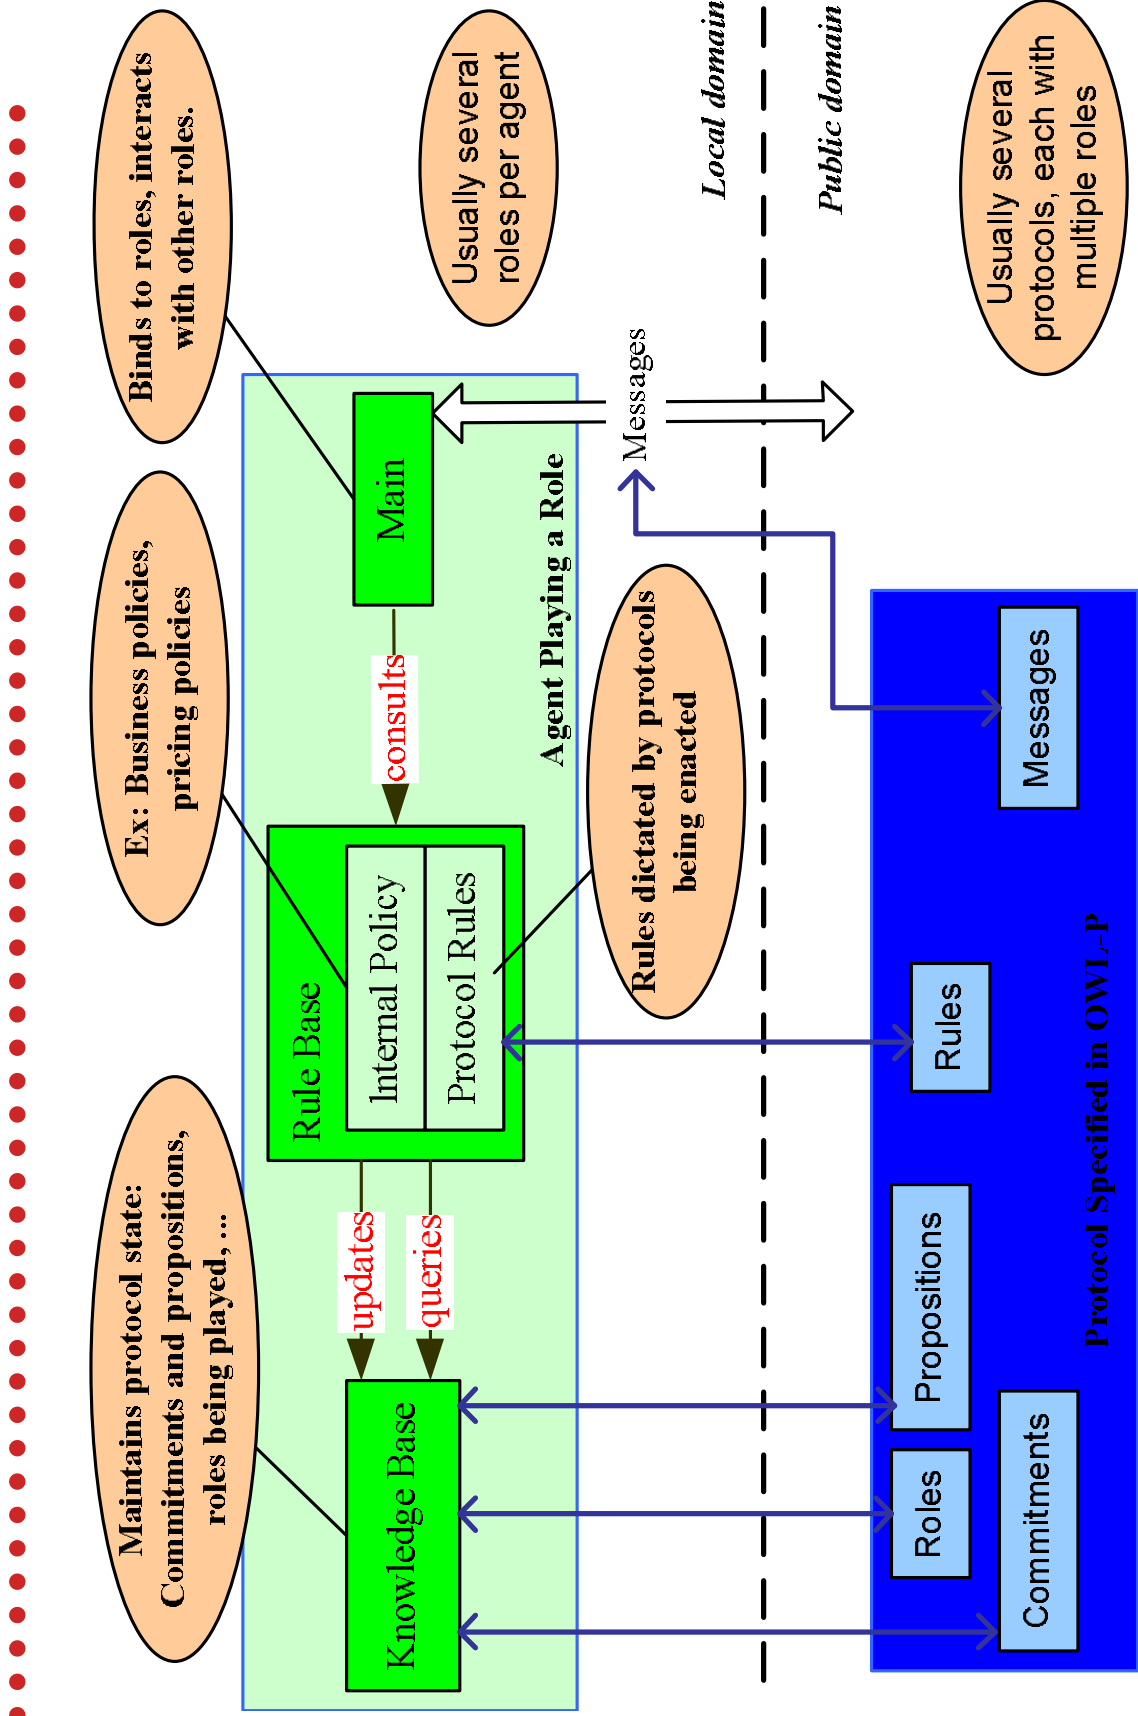 Maintains protocol state:
Commitments and propositions,
roles being played, ...
Ex: Business policies,
pricing policies
Binds to roles, interacts
with other roles.
Rule Base
Knowledge Base
updates
queries
Internal Policy
Protocol Rules
consults
Main
Usually several
roles per agent
Agent Playing a Role
Rules dictated by protocols
being enacted
Messages
Local domain
Public domain
Roles
Propositions
Rules
Commitments
Messages
Protocol Specified in OWL-P
Usually several
protocols, each with
multiple roles